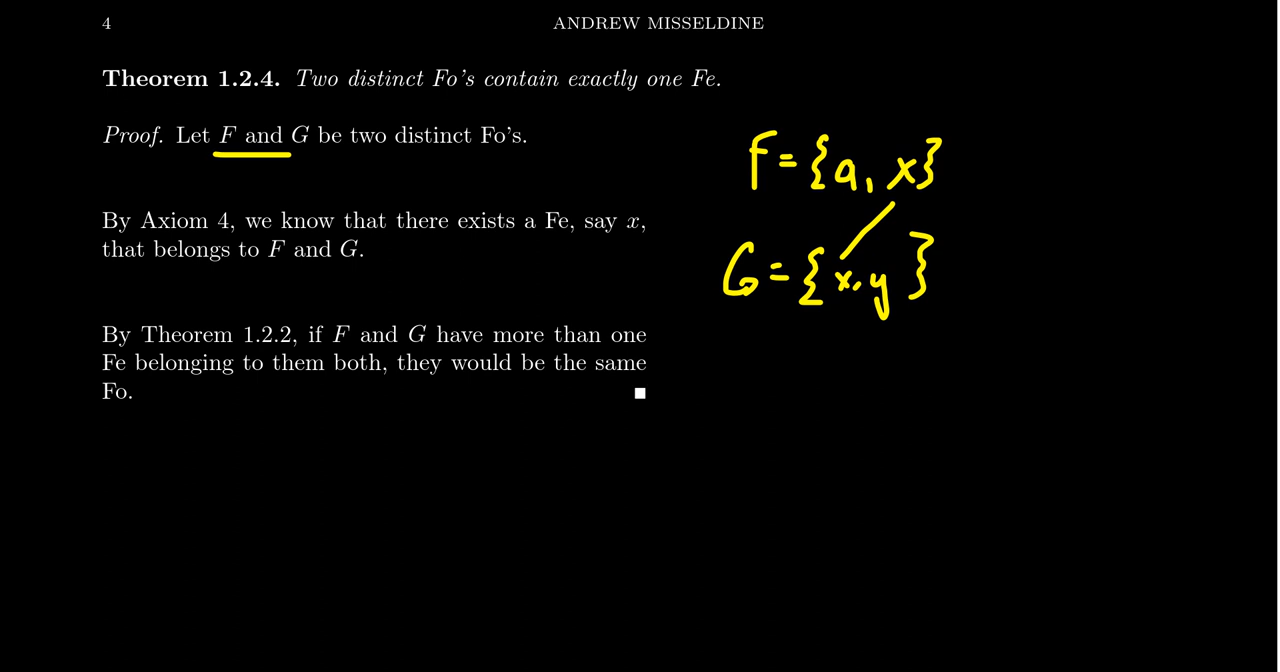 4 ANDREW MISSELDINE
Theorem 1.2.4. Two distinct Fo's contain exactly one Fe.
Proof. Let F and G be two distinct Fo's.
F = {a, x}
By Axiom 4, we know that there exists a Fe, say x,
that belongs to F and G.
G = {x, y}
By Theorem 1.2.2, if F and G have more than one
Fe belonging to them both, they would be the same
Fo. ■